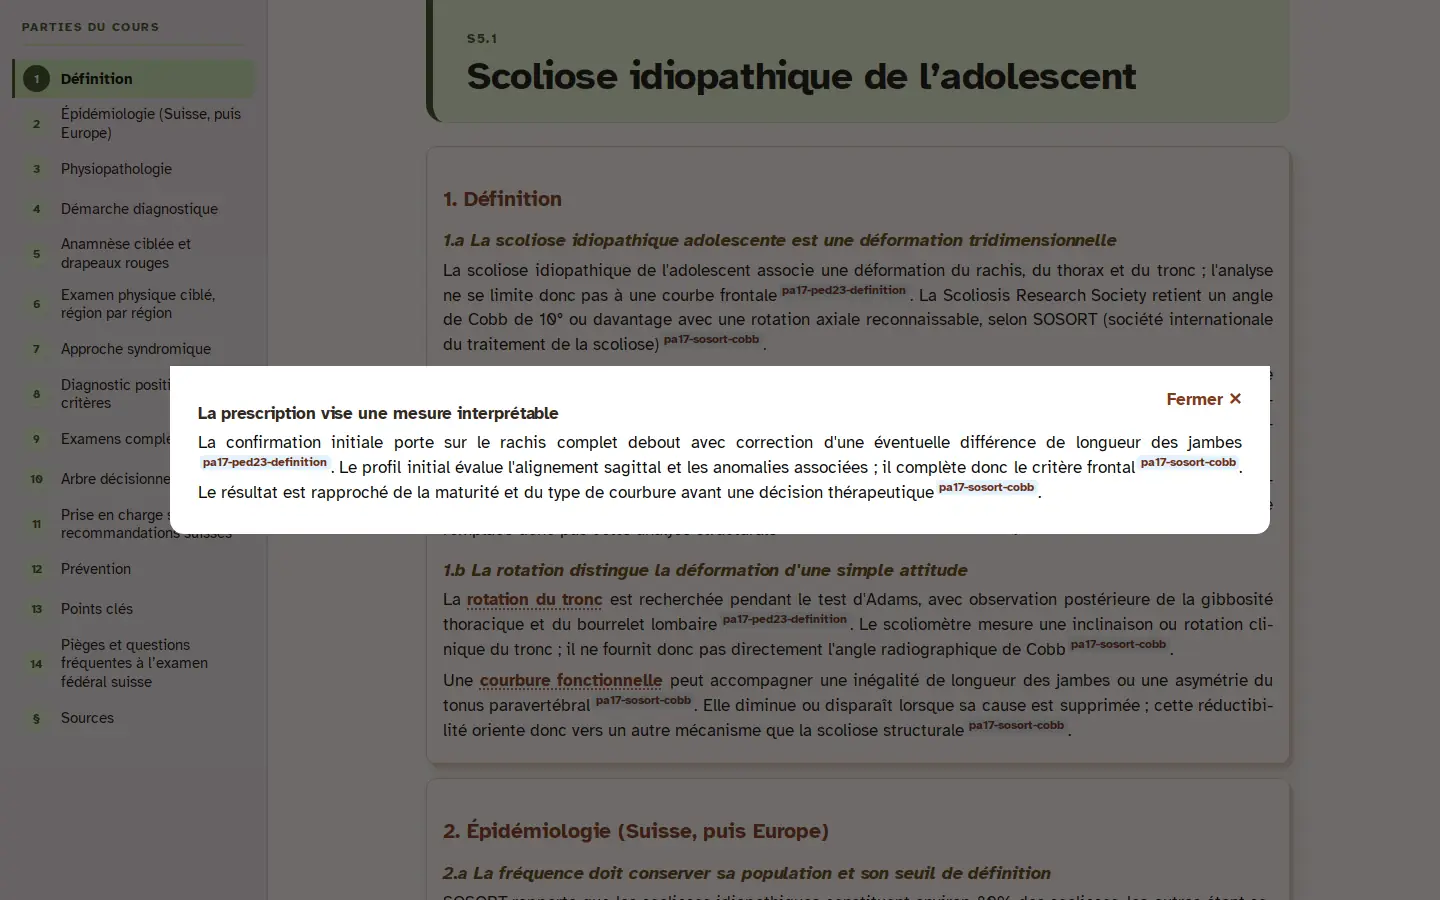 PARTIES DU COURS
1 Définition
2 Épidémiologie (Suisse, puis
Europe)
3 Physiopathologie
4 Démarche diagnostique
5 Anamnèse ciblée et
drapeaux rouges
6 Examen physique ciblé,
région par région
7 Approche syndromique
8 Diagnostic positi
critères
9 Examens complé
10 Arbre décisionne
11 Prise en charge s
recommandations suisses
12 Prévention
13 Points clés
14 Pièges et questions
fréquentes à l'examen
fédéral suisse
§ Sources
S5.1
Scoliose idiopathique de l’adolescent
1. Définition
1.a La scoliose idiopathique adolescente est une déformation tridimensionnelle
La scoliose idiopathique de l'adolescent associe une déformation du rachis, du thorax et du tronc ; l'analyse
ne se limite donc pas à une courbe frontale pa17-ped23-definition . La Scoliosis Research Society retient un angle
de Cobb de 10° ou davantage avec une rotation axiale reconnaissable, selon SOSORT (société internationale
du traitement de la scoliose) pa17-sosort-cobb .
Fermer ✕
La prescription vise une mesure interprétable
La confirmation initiale porte sur le rachis complet debout avec correction d'une éventuelle différence de longueur des jambes
pa17-ped23-definition . Le profil initial évalue l'alignement sagittal et les anomalies associées ; il complète donc le critère frontal pa17-sosort-cobb .
Le résultat est rapproché de la maturité et du type de courbure avant une décision thérapeutique pa17-sosort-cobb .
1.b La rotation distingue la déformation d'une simple attitude
La rotation du tronc est recherchée pendant le test d'Adams, avec observation postérieure de la gibbosité
thoracique et du bourrelet lombaire pa17-ped23-definition . Le scoliomètre mesure une inclinaison ou rotation cli-
nique du tronc ; il ne fournit donc pas directement l'angle radiographique de Cobb pa17-sosort-cobb .
Une courbure fonctionnelle peut accompagner une inégalité de longueur des jambes ou une asymétrie du
tonus paravertébral pa17-sosort-cobb . Elle diminue ou disparaît lorsque sa cause est supprimée ; cette réductibi-
lité oriente donc vers un autre mécanisme que la scoliose structurale pa17-sosort-cobb .
2. Épidémiologie (Suisse, puis Europe)
2.a La fréquence doit conserver sa population et son seuil de définition